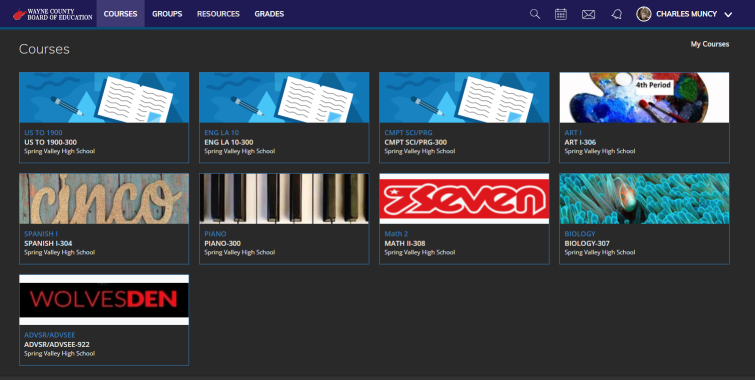 WAYNE COUNTY
BOARD OF EDUCATION
COURSES GROUPS RESOURCES GRADES
CHARLES MUNCY
Courses
My Courses
US TO 1900
US TO 1900-300
Spring Valley High School
ENG LA 10
ENG LA 10-300
Spring Valley High School
CMPT SCI/PRG
CMPT SCI/PRG-300
Spring Valley High School
4th Period
ART I
ART I-306
Spring Valley High School
cinco
SPANISH I
SPANISH I-304
Spring Valley High School
PIANO
PIANO-300
Spring Valley High School
7seven
Math 2
MATH II-308
Spring Valley High School
BIOLOGY
BIOLOGY-307
Spring Valley High School
WOLVESDEN
ADVSR/ADVSEE
ADVSR/ADVSEE-922
Spring Valley High School